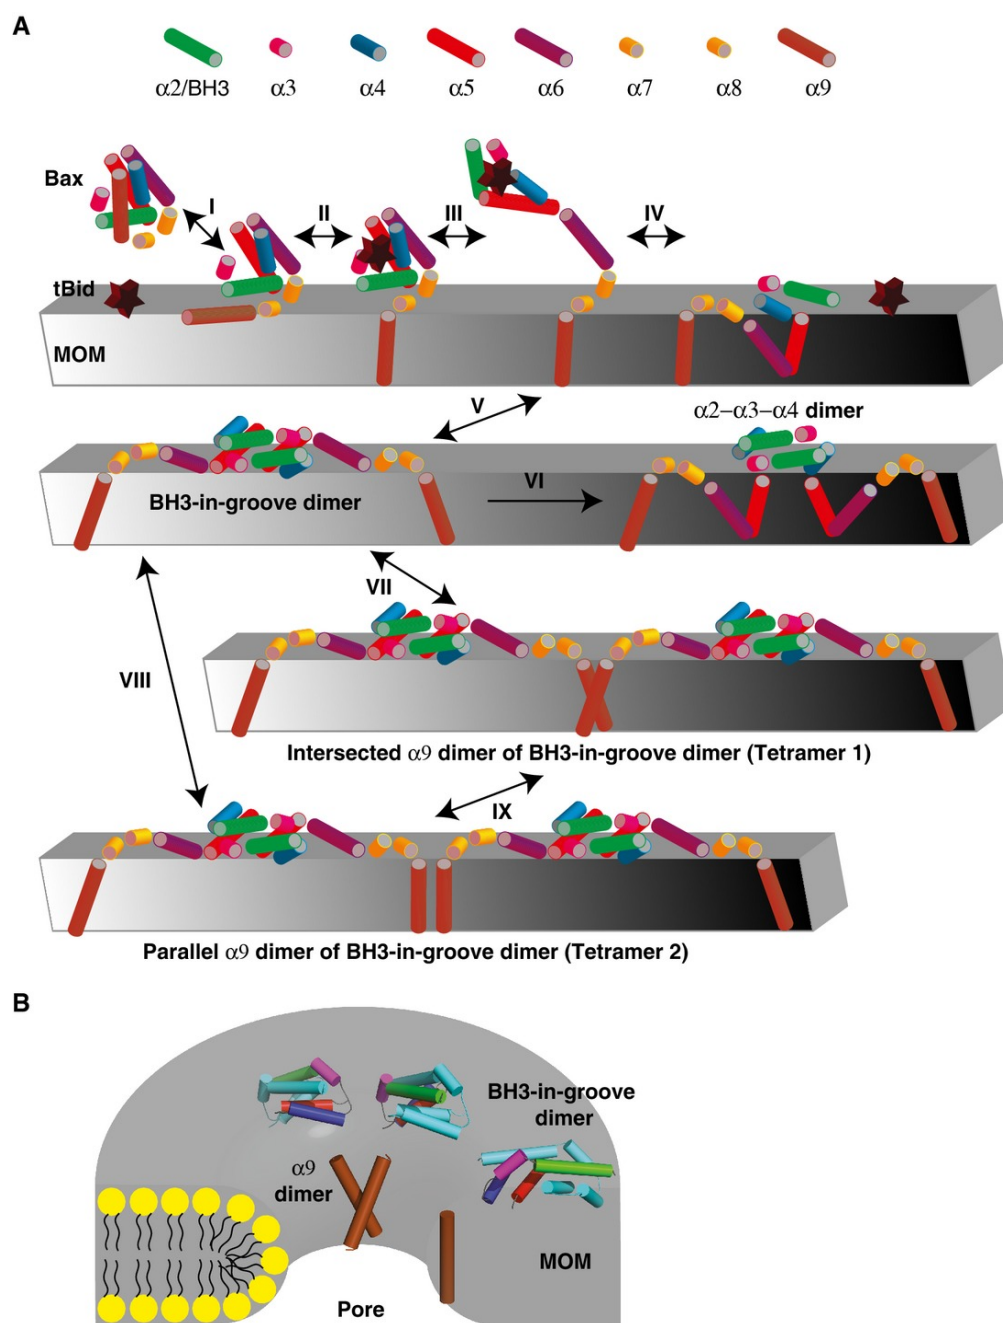 A
α2/BH3 α3 α4 α5 α6 α7 α8 α9
Bax
I II III IV
tBid
MOM
V
α2–α3–α4 dimer
BH3-in-groove dimer
VI
VII
VIII
Intersected α9 dimer of BH3-in-groove dimer (Tetramer 1)
IX
Parallel α9 dimer of BH3-in-groove dimer (Tetramer 2)
B
BH3-in-groove
dimer
α9
dimer
MOM
Pore